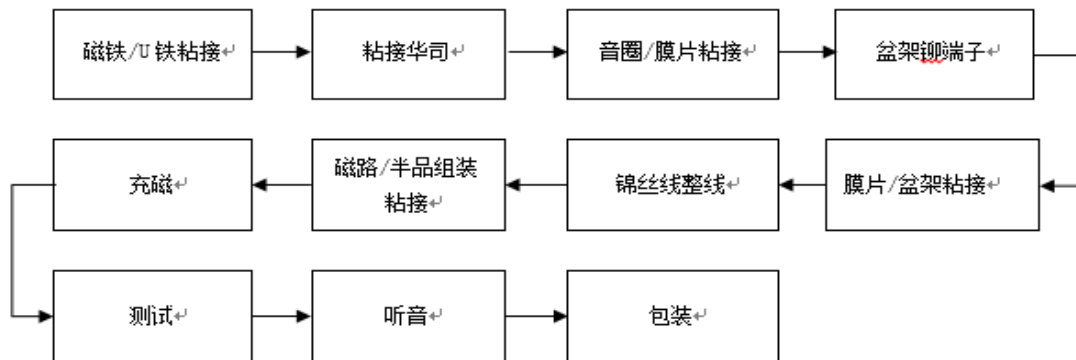 磁铁/U 铁粘接
粘接华司
音圈/膜片粘接
盆架铆端子
膜片/盆架粘接
锦丝线整线
磁路/半品组装
粘接
充磁
测试
听音
包装